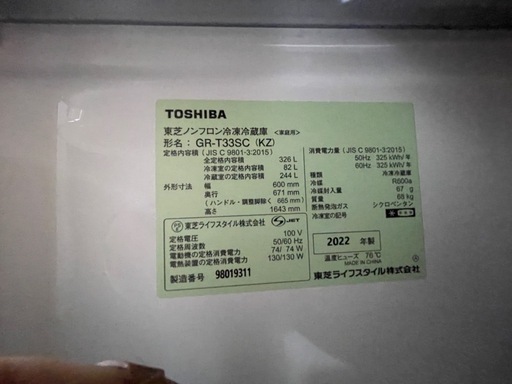 TOSHIBA
東芝ノンフロン冷凍冷蔵庫 〈家庭用〉
形名: GR-T33SC (KZ)
定格内容積 (JIS C 9801-3:2015)
全定格内容積 326 L
冷凍室の定格内容積 82 L
冷蔵室の定格内容積 244 L
外形寸法 幅 600 mm
奥行 671 mm
(ハンドル・調整脚除く 665 mm)
高さ 1643 mm
東芝ライフスタイル株式会社 JET
定格電圧 100 V
定格周波数 50/60 Hz
電動機の定格消費電力 74/ 74 W
電熱装置の定格消費電力 130/130 W
製造番号 98019311
消費電力量 (JIS C 9801-3:2015)
50Hz 325 kWh/年
60Hz 325 kWh/年
種類 冷凍冷蔵庫
冷媒 R600a
冷媒封入量 67 g
質量 68 kg
断熱発泡ガス シクロペンタン
冷凍室の記号
2022 年製
温度ヒューズ 76℃
MADE IN CHINA
東芝ライフスタイル株式会社